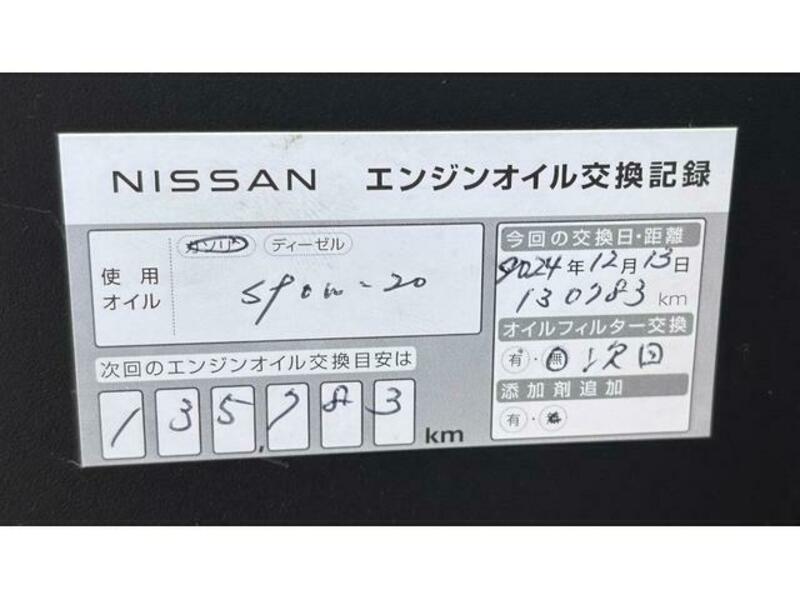 NISSAN エンジンオイル交換記録
使用オイル
ガソリン ディーゼル
SP 0W-20
次回のエンジンオイル交換目安は
135,783 km
今回の交換日・距離
2024年12月13日
130783 km
オイルフィルター交換
有・無 次回
添加剤追加
有・無